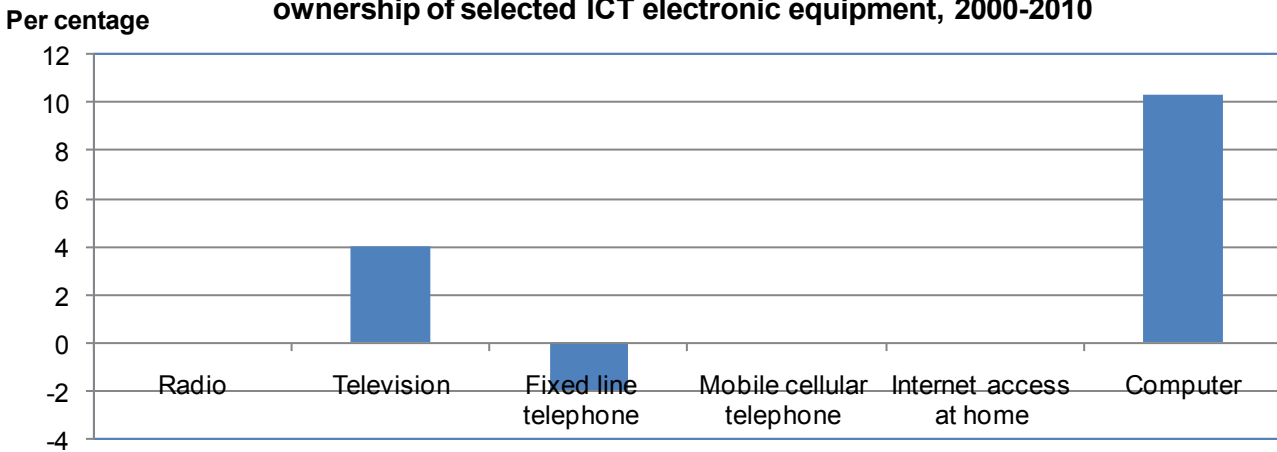 ownership of selected ICT electronic equipment, 2000-2010
Per centage
12
10
8
6
4
2
0
-2
-4
Radio
Television
Fixed line
telephone
Mobile cellular
telephone
Internet access
at home
Computer